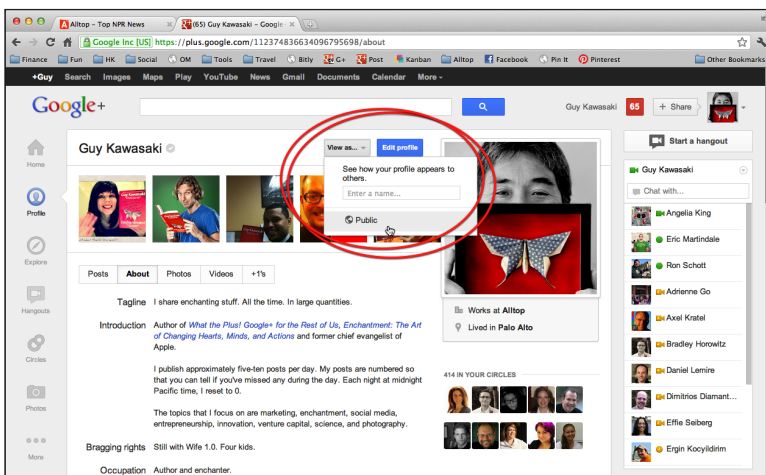 Alltop - Top NPR News
(65) Guy Kawasaki - Google
Google Inc [US] https://plus.google.com/112374836634096795698/about
Finance Fun HK Social OM Tools Travel Bitly G+ Post Kanban Alltop Facebook Pin It Pinterest Other Bookmarks
+Guy Search Images Maps Play YouTube News Gmail Documents Calendar More
Google+
Guy Kawasaki 65 + Share
Home
Profile
Explore
Hangouts
Circles
Photos
More
Guy Kawasaki
View as... Edit profile
See how your profile appears to
others.
Enter a name...
Public
Posts About Photos Videos +1's
Tagline I share enchanting stuff. All the time. In large quantities.
Introduction Author of What the Plus! Google+ for the Rest of Us, Enchantment: The Art
of Changing Hearts, Minds, and Actions and former chief evangelist of
Apple.
I publish approximately five-ten posts per day. My posts are numbered so
that you can tell if you've missed any during the day. Each night at midnight
Pacific time, I reset to 0.
The topics that I focus on are marketing, enchantment, social media,
entrepreneurship, innovation, venture capital, science, and photography.
Bragging rights Still with Wife 1.0. Four kids.
Occupation Author and enchanter.
Works at Alltop
Lived in Palo Alto
414 IN YOUR CIRCLES
Start a hangout
Guy Kawasaki
Chat with...
Angelia King
Eric Martindale
Ron Schott
Adrienne Go
Axel Kratel
Bradley Horowitz
Daniel Lemire
Dimitrios Diamant...
Effie Seiberg
Ergin Kocyildirim